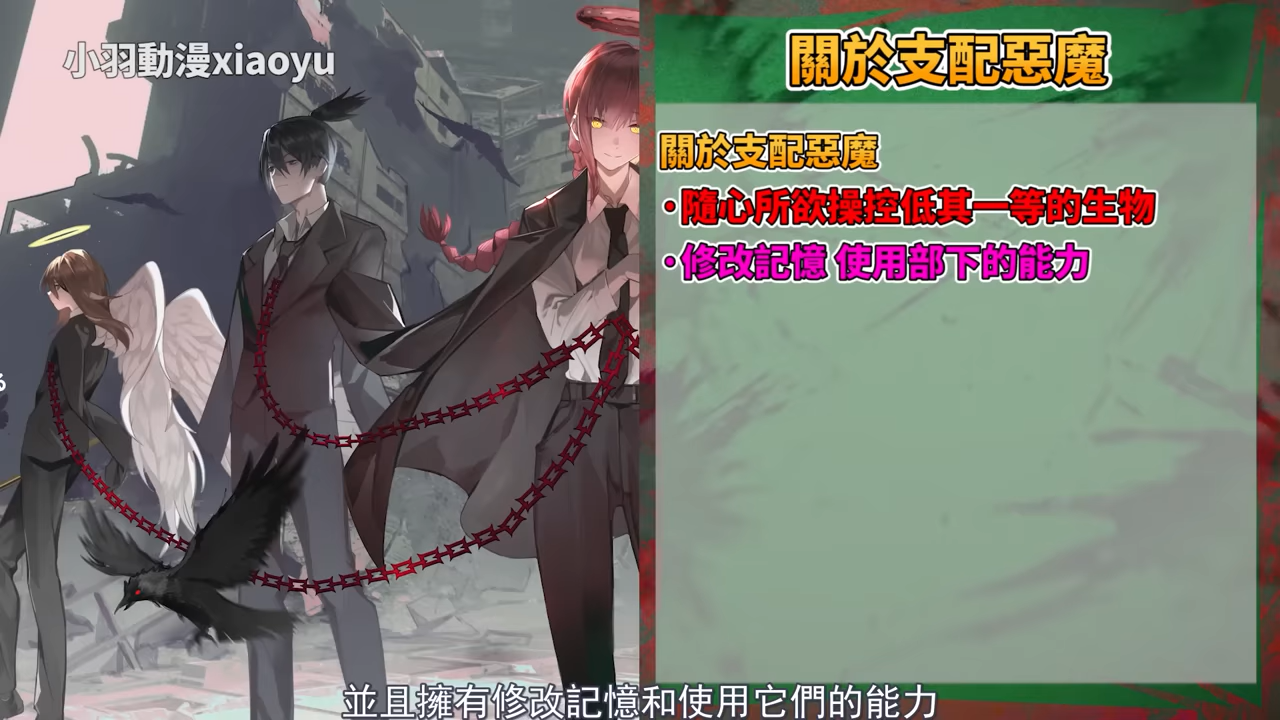 小羽動漫xiaoyu
關於支配惡魔
關於支配惡魔
·隨心所欲操控低其一等的生物
·修改記憶 使用部下的能力
並且擁有修改記憶和使用它們的能力